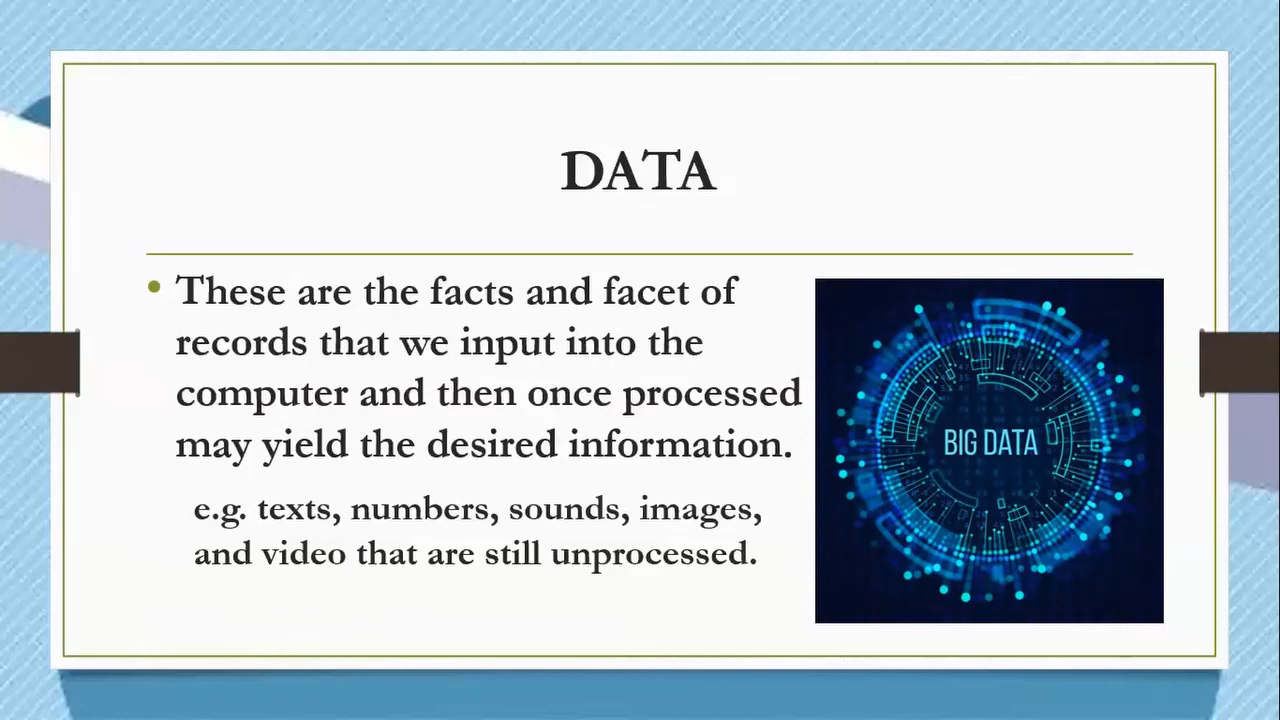 DATA
• These are the facts and facet of
records that we input into the
computer and then once processed
may yield the desired information.
e.g. texts, numbers, sounds, images,
and video that are still unprocessed.
BIG DATA